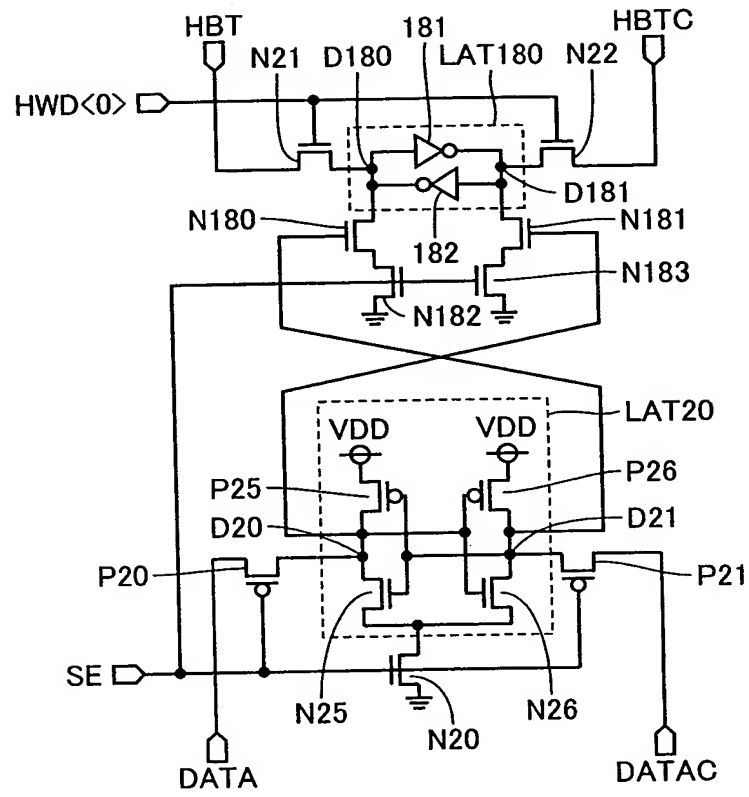 HBT
181
HBTC
N21
D180
LAT180
N22
HWD<0>
D181
N180
182
N181
N183
N182
LAT20
VDD
VDD
P25
P26
D20
D21
P20
P21
SE
N25
N20
N26
DATA
DATAC